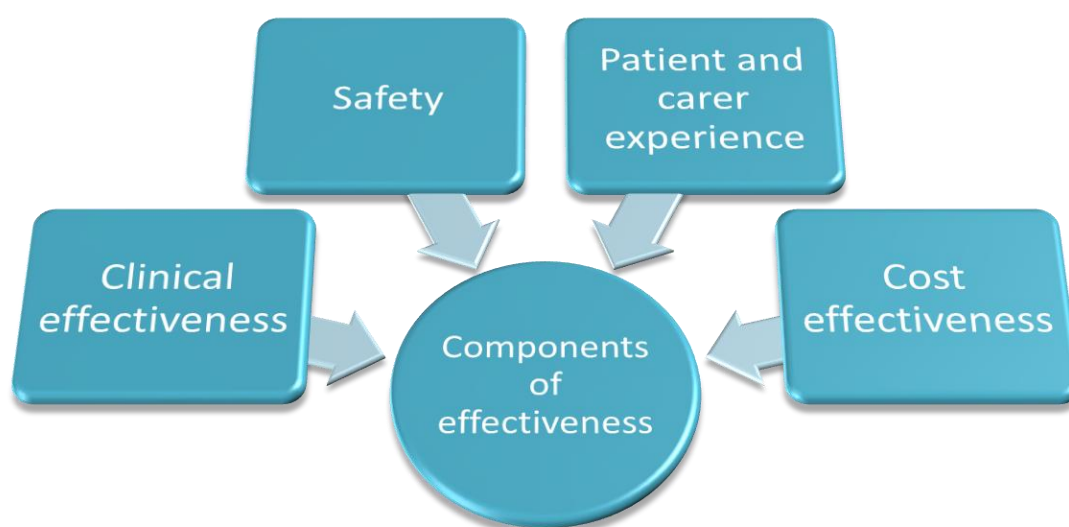 Safety
Patient and
carer
experience
Clinical
effectiveness
Cost
effectiveness
Components
of
effectiveness